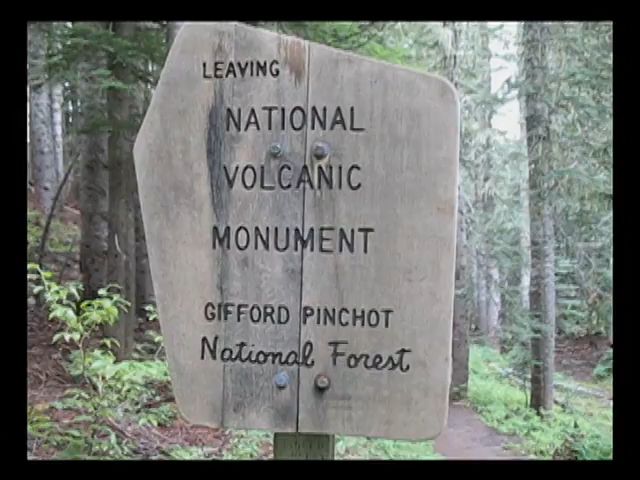 LEAVING
NATIONAL
VOLCANIC
MONUMENT
GIFFORD PINCHOT
National Forest